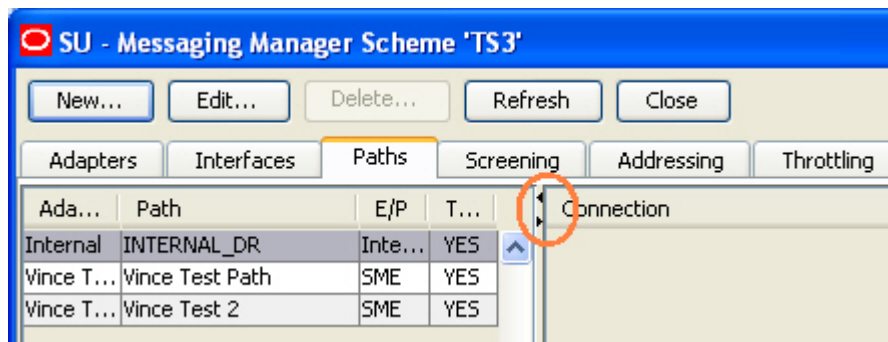 SU - Messaging Manager Scheme 'TS3'
New... Edit... Delete... Refresh Close
Adapters Interfaces Paths Screening Addressing Throttling
Ada... Path E/P T... Connection
Internal INTERNAL_DR Inte... YES
Vince T... Vince Test Path SME YES
Vince T... Vince Test 2 SME YES